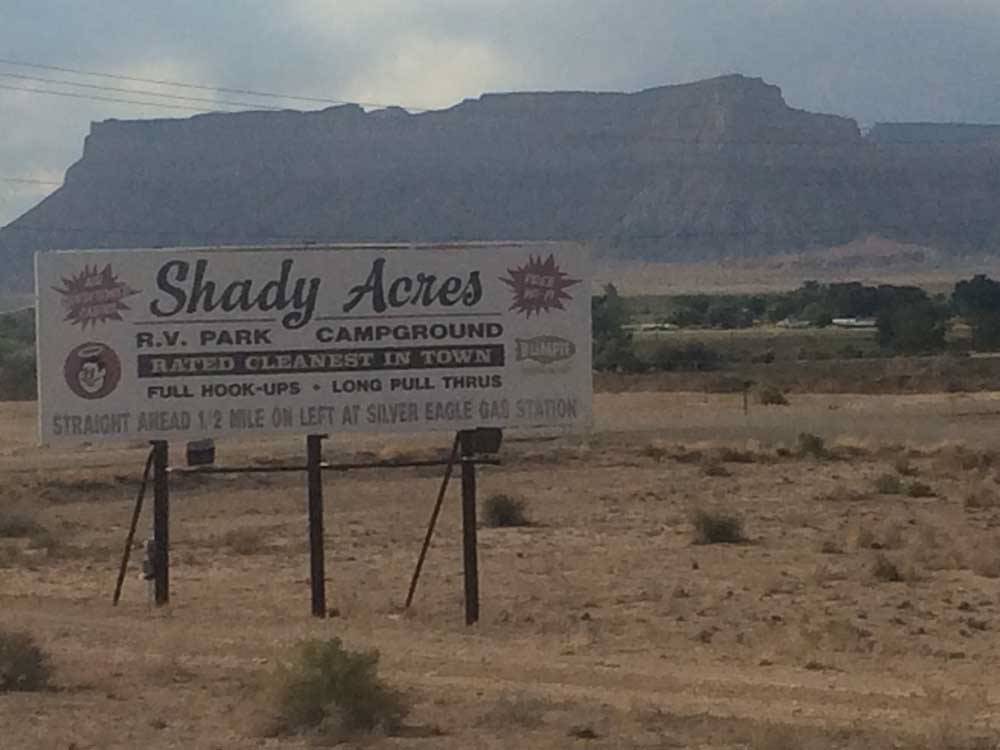 Shady Acres
R.V. PARK CAMPGROUND
RATED CLEANEST IN TOWN
FULL HOOK-UPS • LONG PULL THRUS
STRAIGHT AHEAD 1/2 MILE ON LEFT AT SILVER EAGLE GAS STATION